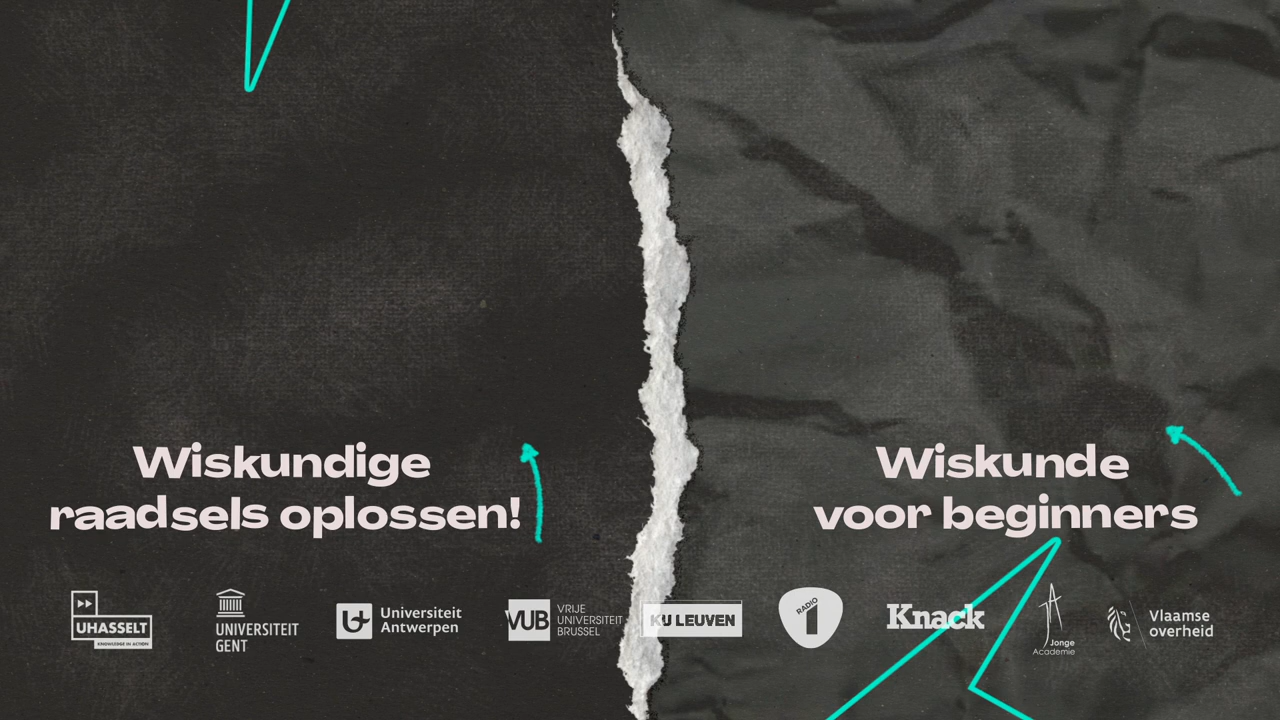 Wiskundige
raadsels oplossen!
Wiskunde
voor beginners
UHASSELT
KNOWLEDGE IN ACTION
UNIVERSITEIT
GENT
Universiteit
Antwerpen
VUB
VRIJE
UNIVERSITEIT
BRUSSEL
KU LEUVEN
RADIO
1
Knack
JA
Jonge
Academie
Vlaamse
overheid